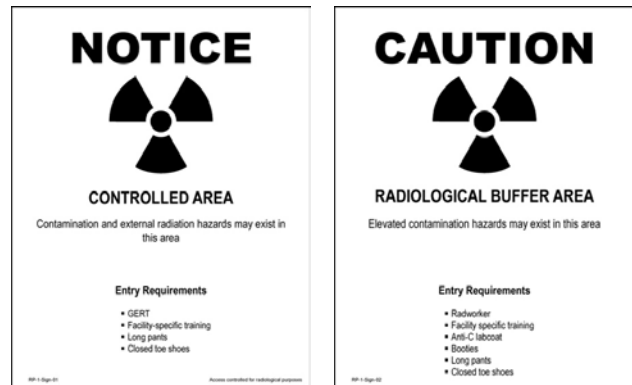 NOTICE
CONTROLLED AREA
Contamination and external radiation hazards may exist in
this area
Entry Requirements
▪ GERT
▪ Facility-specific training
▪ Long pants
▪ Closed toe shoes
RP-1-Sign-01 Access controlled for radiological purposes
CAUTION
RADIOLOGICAL BUFFER AREA
Elevated contamination hazards may exist in this area
Entry Requirements
▪ Radworker
▪ Facility specific training
▪ Anti-C labcoat
▪ Booties
▪ Long pants
▪ Closed toe shoes
RP-1-Sign-02